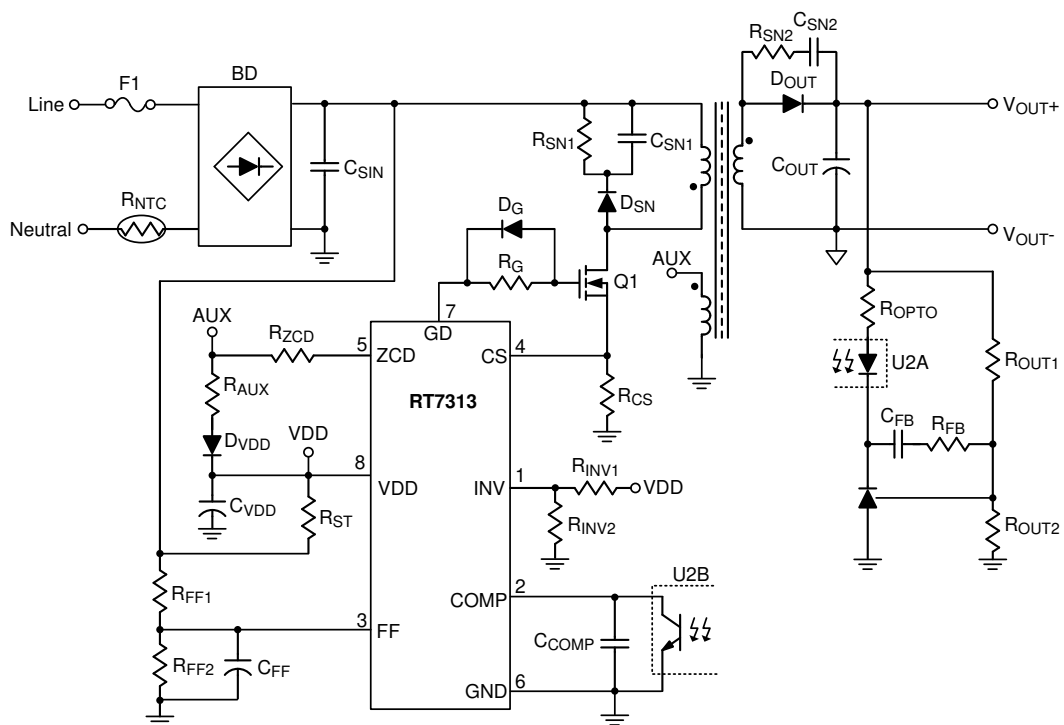 RSN2
CSN2
F1
BD
DOUT
Line
VOUT+
RSN1
CSN1
CSIN
COUT
RNTC
DSN
DG
Neutral
VOUT-
AUX
RG
Q1
7
GD
AUX
RZCD
5
ZCD
CS
4
ROPTO
RAUX
RT7313
RCS
U2A
ROUT1
DVDD
VDD
CFB
RFB
8
VDD
INV
1
RINV1
VDD
CVDD
RST
RINV2
ROUT2
U2B
RFF1
COMP
2
3
FF
CCOMP
RFF2
CFF
GND
6